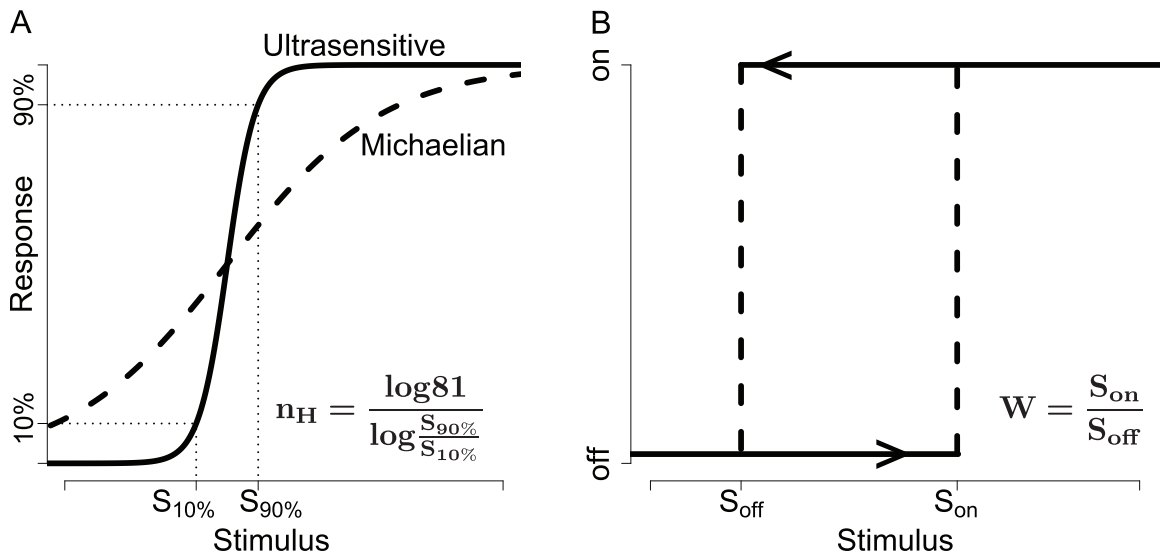 A
Ultrasensitive
Michaelian
90%
10%
Response
n_H = log81 / log S_90% / S_10%
S_10%
S_90%
Stimulus
B
on
off
W = S_on / S_off
S_off
S_on
Stimulus